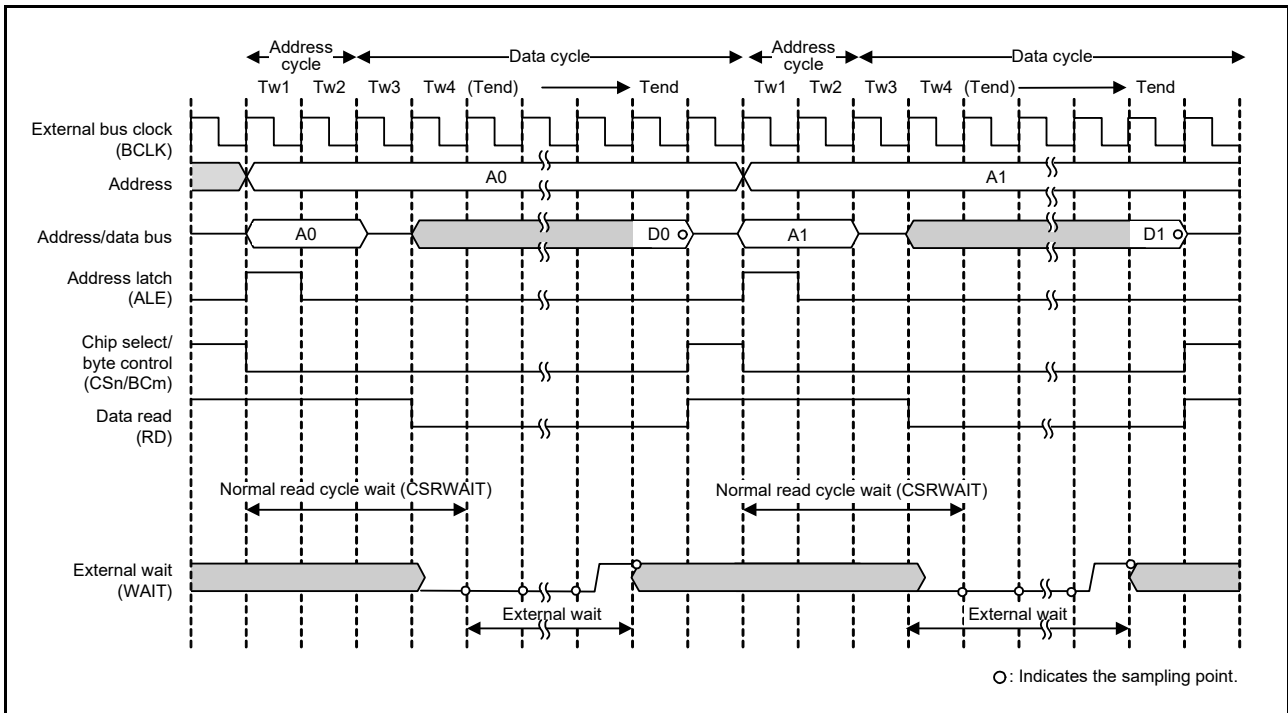 Address
cycle
Data cycle
Address
cycle
Data cycle
Tw1 Tw2 Tw3 Tw4 (Tend) Tend Tw1 Tw2 Tw3 Tw4 (Tend) Tend
External bus clock
(BCLK)
Address
A0
A1
Address/data bus
A0
D0
A1
D1
Address latch
(ALE)
Chip select/
byte control
(CSn/BCm)
Data read
(RD)
Normal read cycle wait (CSRWAIT)
Normal read cycle wait (CSRWAIT)
External wait
(WAIT)
External wait
External wait
: Indicates the sampling point.